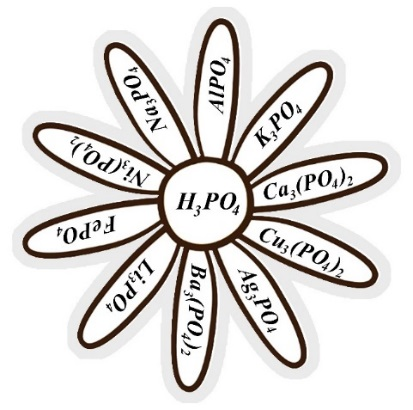 H₃PO₄
AlPO₄
K₃PO₄
Ca₃(PO₄)₂
Cu₃(PO₄)₂
Ag₃PO₄
Ba₃(PO₄)₂
Li₃PO₄
FePO₄
Ni₃(PO₄)₂
Na₃PO₄